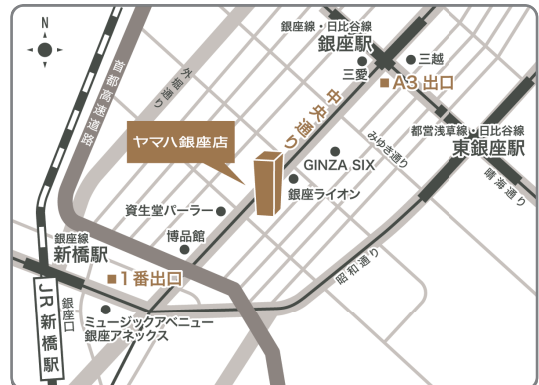 N
銀座線・日比谷線
銀座駅
三越
三愛
A3 出口
外堀通り
首都高速道路
中央通り
ヤマハ銀座店
都営浅草線・日比谷線
東銀座駅
みゆき通り
GINZA SIX
銀座ライオン
晴海通り
資生堂パーラー
博品館
銀座線
新橋駅
1番出口
昭和通り
銀座口
JR新橋駅
ミュージックアベニュー
銀座アネックス